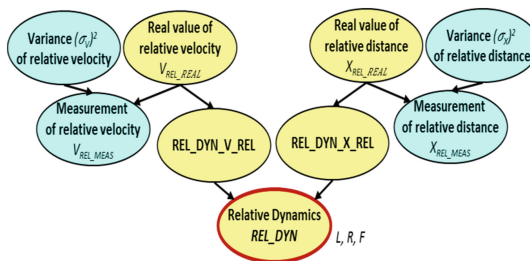 Variance (σV)²
of relative velocity
Real value of
relative velocity
VREL_REAL
Real value of
relative distance
XREL_REAL
Variance (σX)²
of relative distance
Measurement
of relative velocity
VREL_MEAS
REL_DYN_V_REL
REL_DYN_X_REL
Measurement
of relative distance
XREL_MEAS
Relative Dynamics
REL_DYN
L, R, F